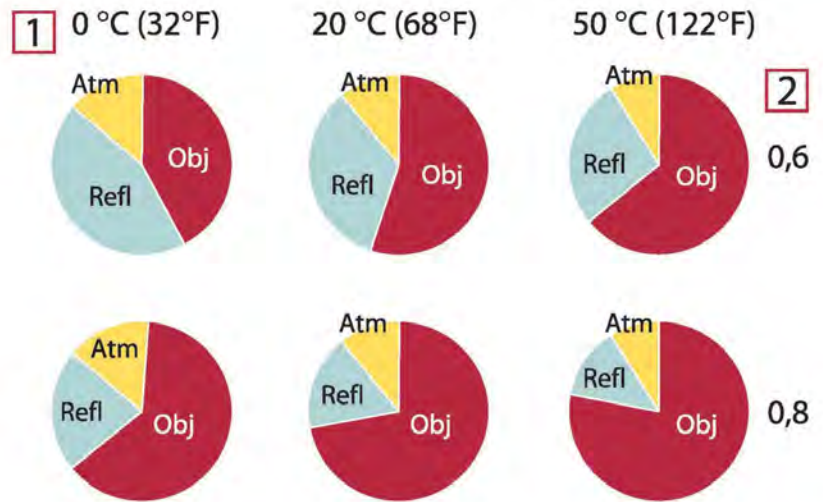 1 0 °C (32°F) 20 °C (68°F) 50 °C (122°F)
2
Atm Atm Atm
Obj Obj Obj 0,6
Refl Refl Refl
Atm Atm Atm
Refl Refl Refl
Obj Obj Obj 0,8